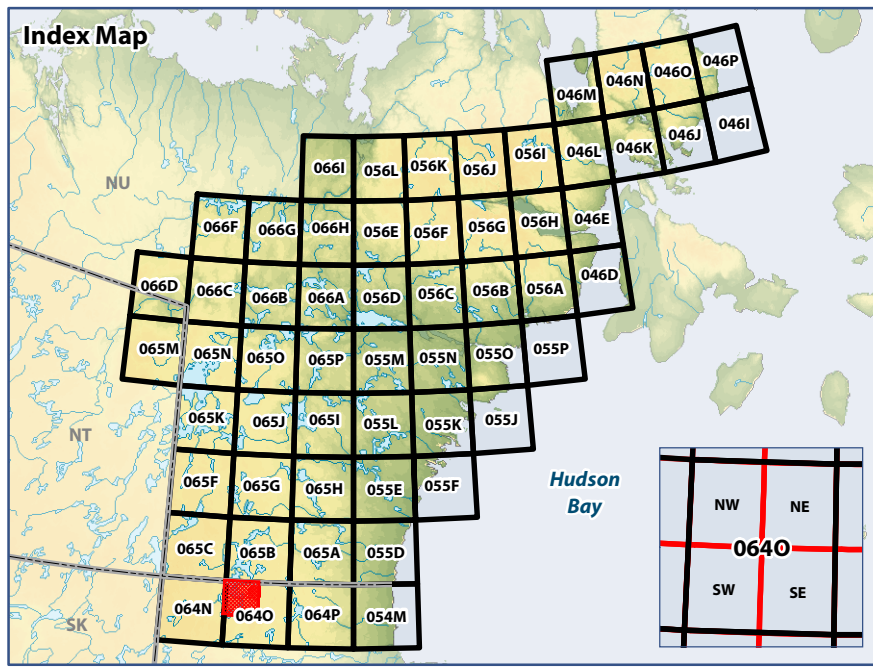 Index Map
046M 046N 046O 046P
066I 056L 056K 056J 056I 046L 046K 046J 046I
NU
066F 066G 066H 056E 056F 056G 056H 046E
066D 066C 066B 066A 056D 056C 056B 056A 046D
065M 065N 065O 065P 055M 055N 055O 055P
NT
065K 065J 065I 055L 055K 055J
065F 065G 065H 055E 055F
Hudson
Bay
065C 065B 065A 055D
SK
064N 064O 064P 054M
NW NE
064O
SW SE